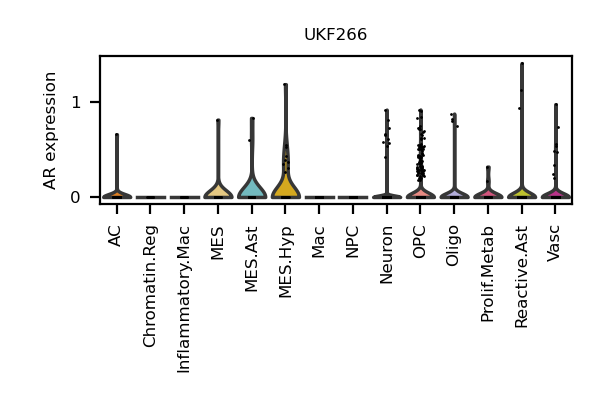 UKF266
AR expression
1
0
AC
Chromatin.Reg
Inflammatory.Mac
MES
MES.Ast
MES.Hyp
Mac
NPC
Neuron
OPC
Oligo
Prolif.Metab
Reactive.Ast
Vasc